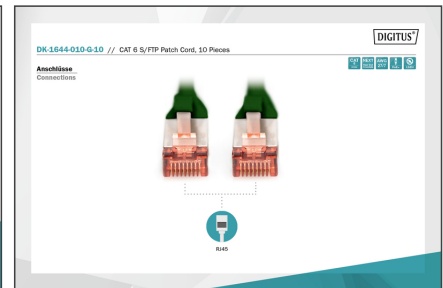 DIGITUS®
DK-1644-010-G-10 // CAT 6 S/FTP Patch Cord, 10 Pieces
Anschlüsse
Connections
RJ45